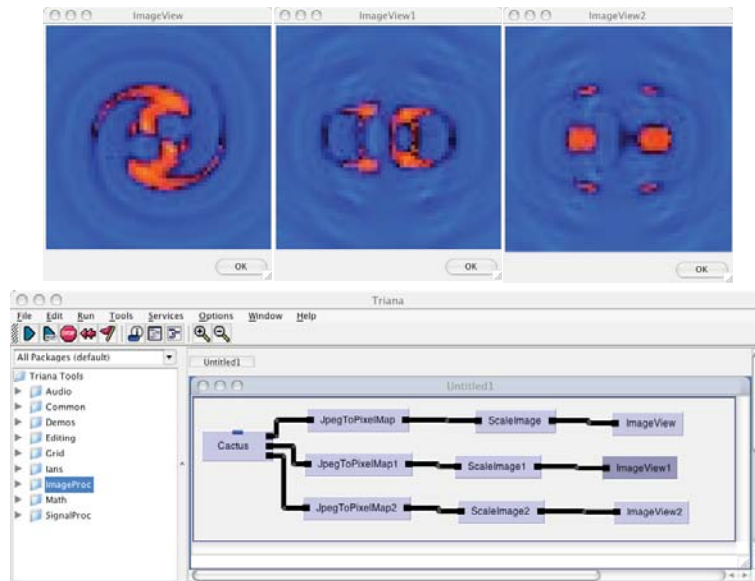 ImageView
ImageView1
ImageView2
OK
OK
OK
Triana
File Edit Run Tools Services Options Window Help
STOP
All Packages (default)
Untitled1
Triana Tools
Audio
Common
Demos
Editing
Grid
Ians
ImageProc
Math
SignalProc
Untitled1
Cactus
JpegToPixelMap
ScaleImage
ImageView
JpegToPixelMap1
ScaleImage1
ImageView1
JpegToPixelMap2
ScaleImage2
ImageView2